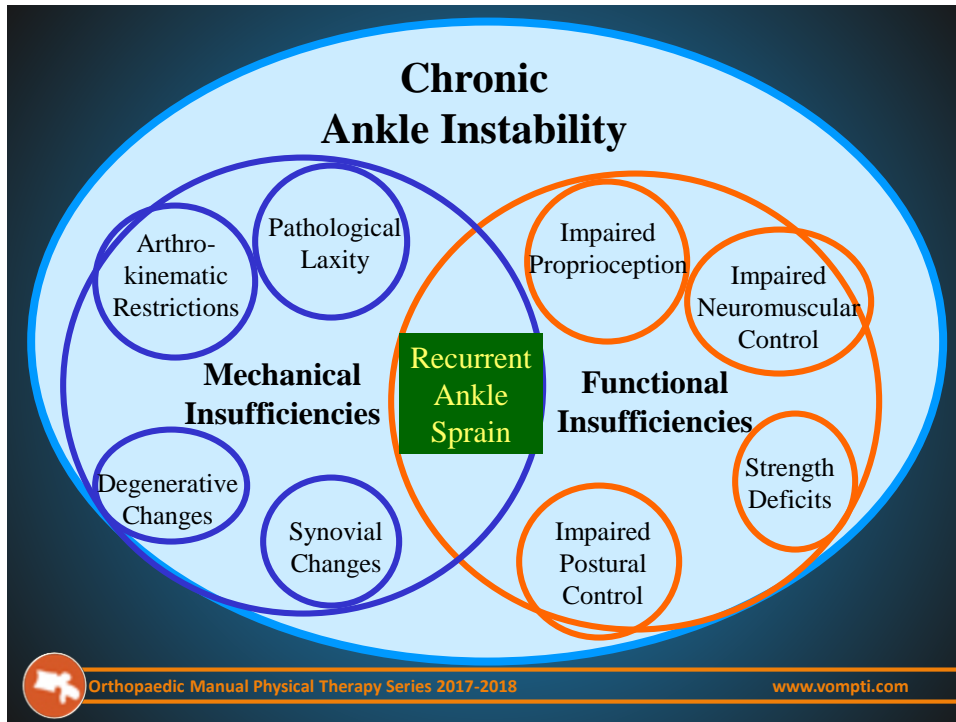 Chronic
Ankle Instability
Arthro-
kinematic
Restrictions
Pathological
Laxity
Impaired
Proprioception
Impaired
Neuromuscular
Control
Mechanical
Insufficiencies
Recurrent
Ankle
Sprain
Functional
Insufficiencies
Degenerative
Changes
Synovial
Changes
Impaired
Postural
Control
Strength
Deficits
Orthopaedic Manual Physical Therapy Series 2017-2018
www.vompti.com